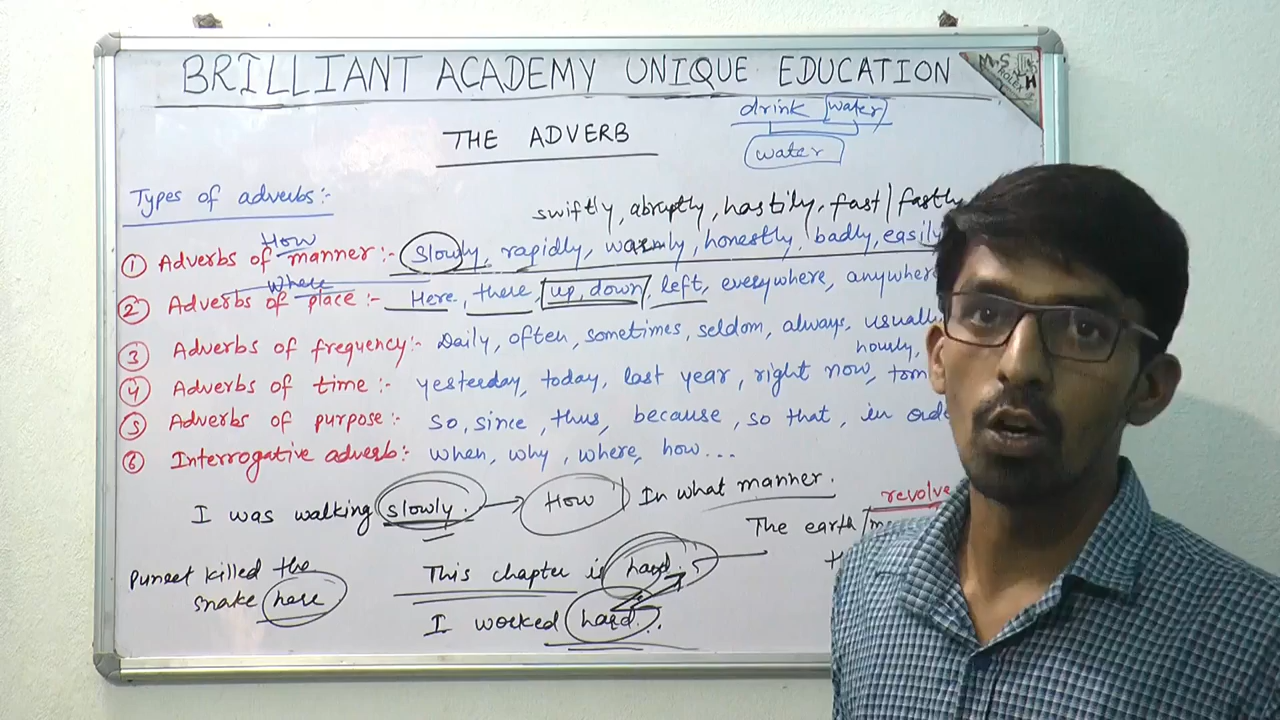 BRILLIANT ACADEMY UNIQUE EDUCATION
M.S
drink water
THE ADVERB
water
Types of adverbs:-
swiftly, abruptly, hastily, fast/fastly
How
① Adverbs of manner:- Slowly, rapidly, warmly, honestly, badly, easily
where
② Adverbs of place:- Here, there, up, down, left, everywhere, anywhere
③ Adverbs of frequency:- Daily, often, sometimes, seldom, always, usuall
hourly,
④ Adverbs of time:- yesterday, today, last year, right now, tom
⑤ Adverbs of purpose:- So, since, thus, because, so that, in orde
⑥ Interrogative adverb:- when, why, where, how...
I was walking slowly. → How / In what manner.
revolve
The earth
Puneet killed the
snake here
This chapter is hard.
I worked hard.